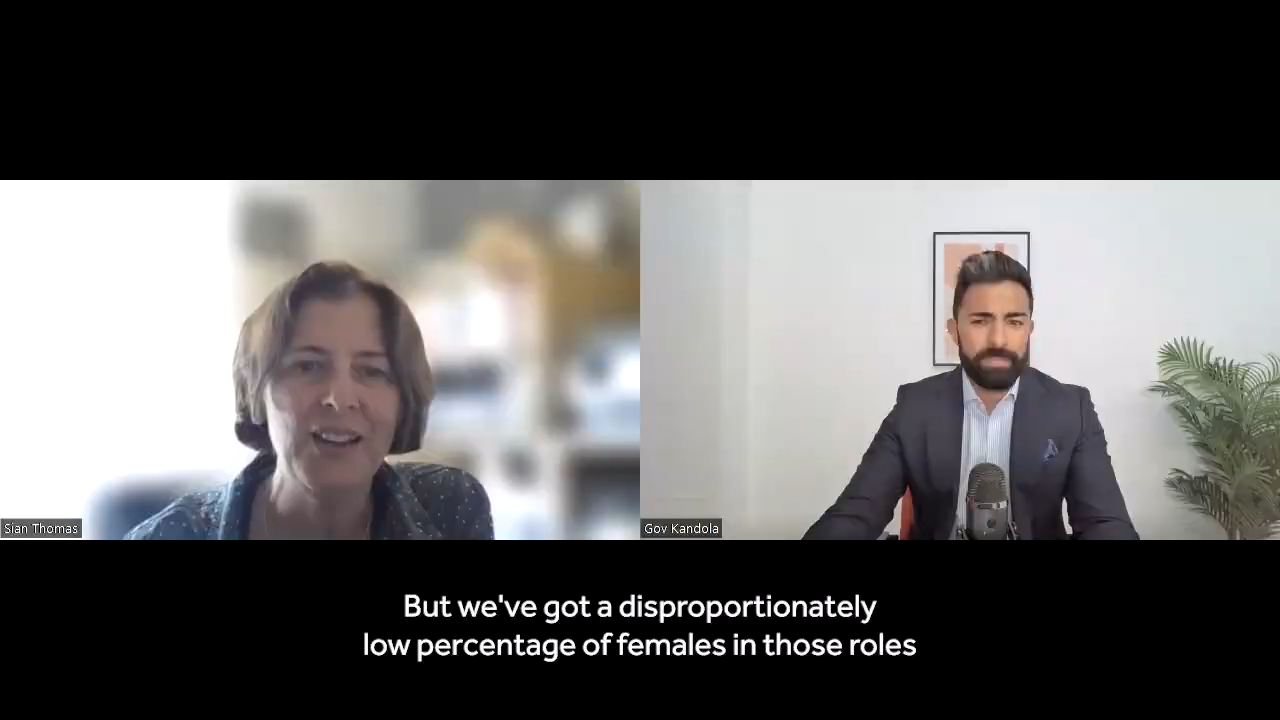 Sian Thomas
Gov Kandola
But we've got a disproportionately
low percentage of females in those roles